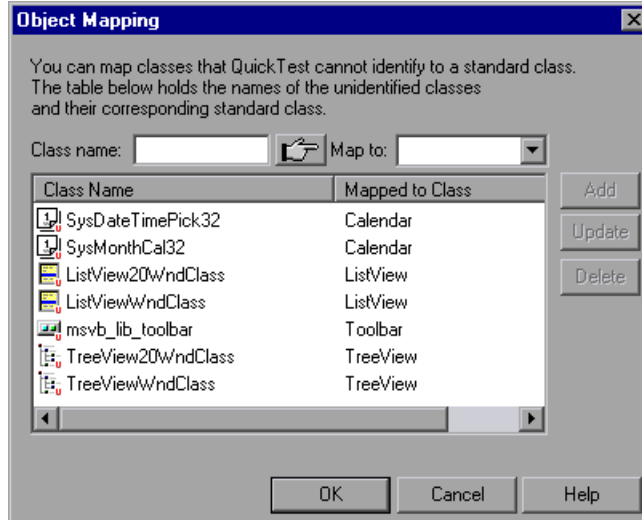 Object Mapping
You can map classes that QuickTest cannot identify to a standard class.
The table below holds the names of the unidentified classes
and their corresponding standard class.
Class name: Map to:
Class Name Mapped to Class Add
SysDateTimePick32 Calendar
SysMonthCal32 Calendar Update
ListView20WndClass ListView Delete
ListViewWndClass ListView
msvb_lib_toolbar Toolbar
TreeView20WndClass TreeView
TreeViewWndClass TreeView
OK Cancel Help